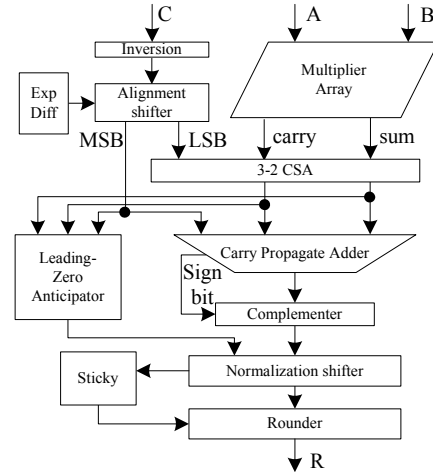 C
A
B
Inversion
Multiplier
Array
Exp
Diff
Alignment
shifter
MSB
LSB
carry
sum
3-2 CSA
Leading-
Zero
Anticipator
Carry Propagate Adder
Sign
bit
Complementer
Sticky
Normalization shifter
Rounder
R